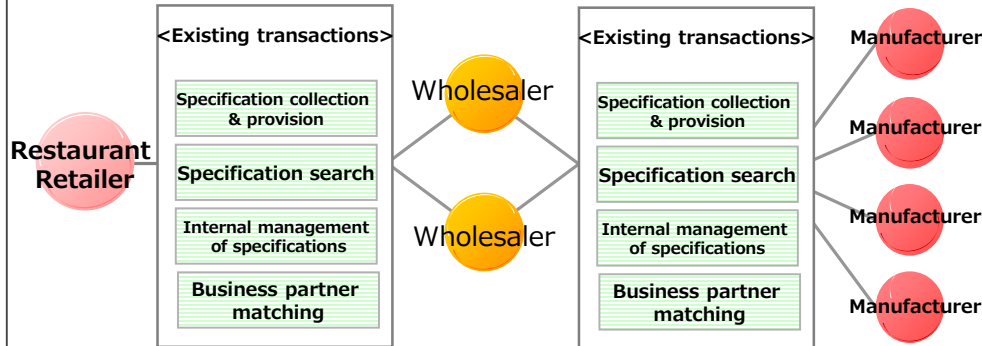 Restaurant
Retailer
<Existing transactions>
Specification collection
& provision
Specification search
Internal management
of specifications
Business partner
matching
Wholesaler
Wholesaler
<Existing transactions>
Specification collection
& provision
Specification search
Internal management
of specifications
Business partner
matching
Manufacturer
Manufacturer
Manufacturer
Manufacturer